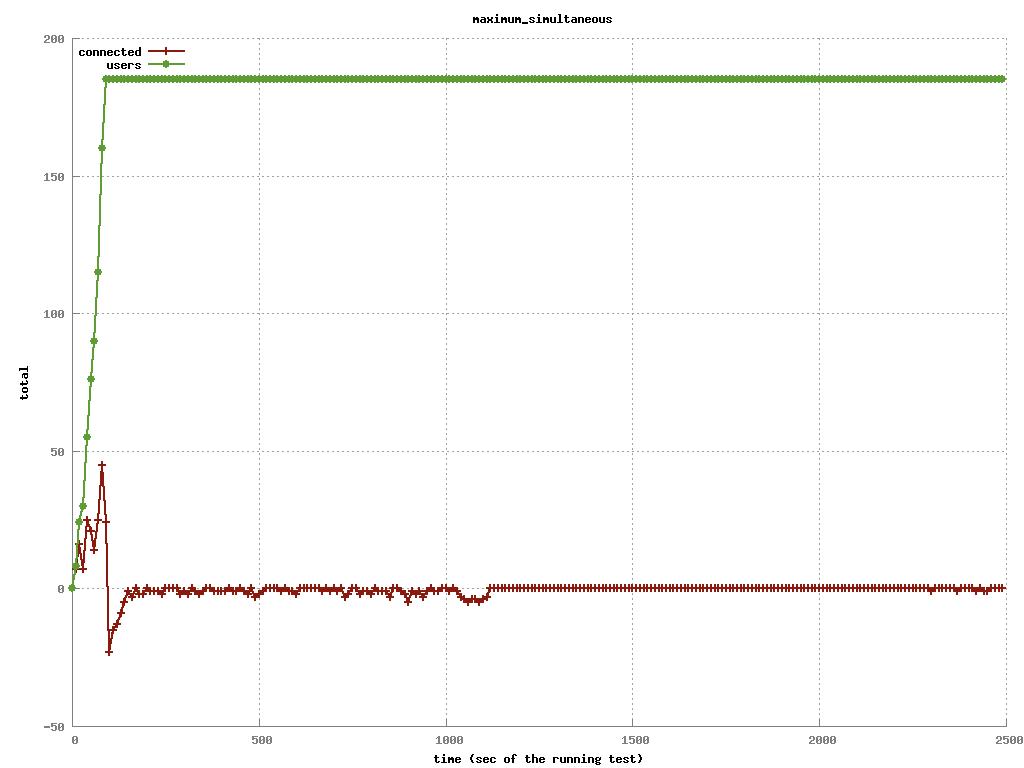 maximum_simultaneous
200
connected
users
150
100
total
50
0
-50
0 500 1000 1500 2000 2500
time (sec of the running test)